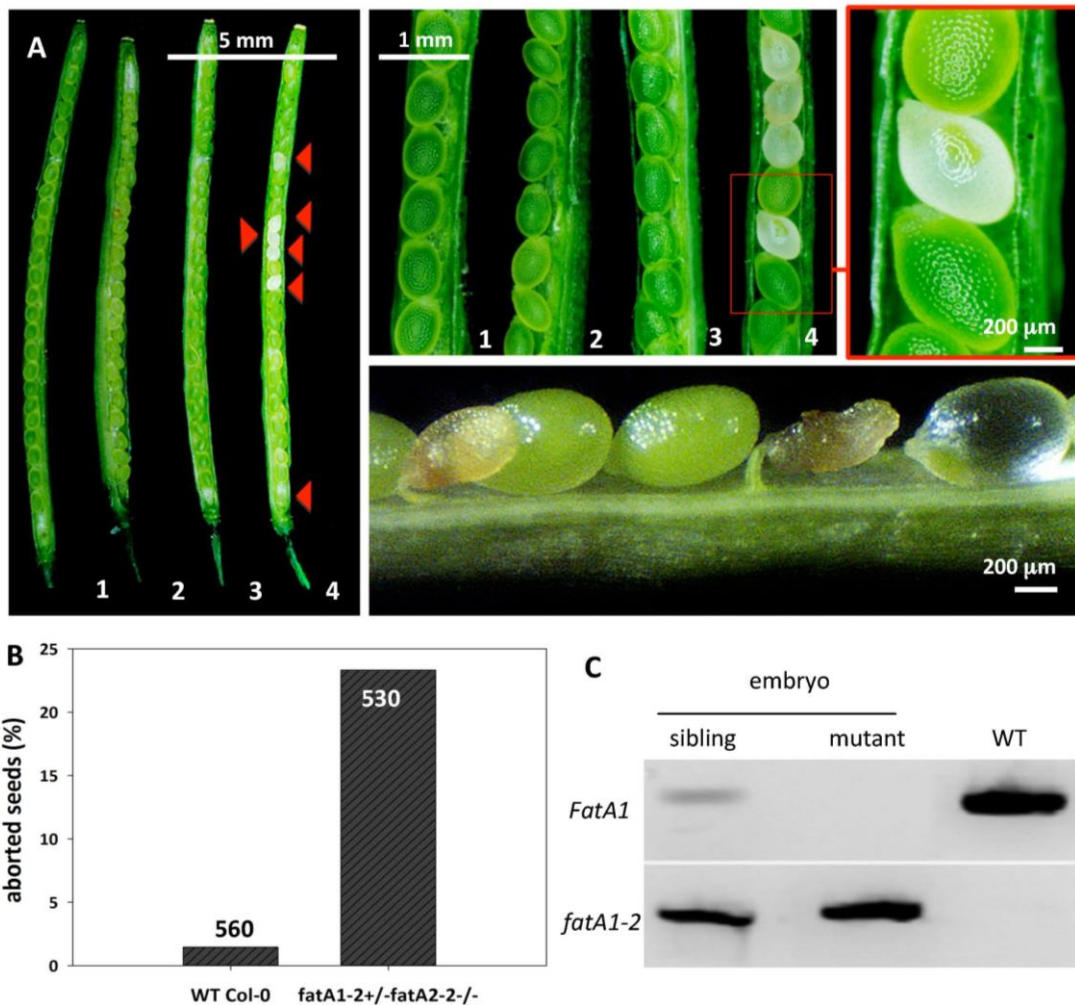 A
5 mm
1 2 3 4
1 mm
1 2 3 4
200 μm
200 μm
B
aborted seeds (%)
25
20
15
10
5
0
560
530
WT Col-0 fatA1-2+/-fatA2-2-/-
C
embryo
sibling mutant WT
FatA1
fatA1-2